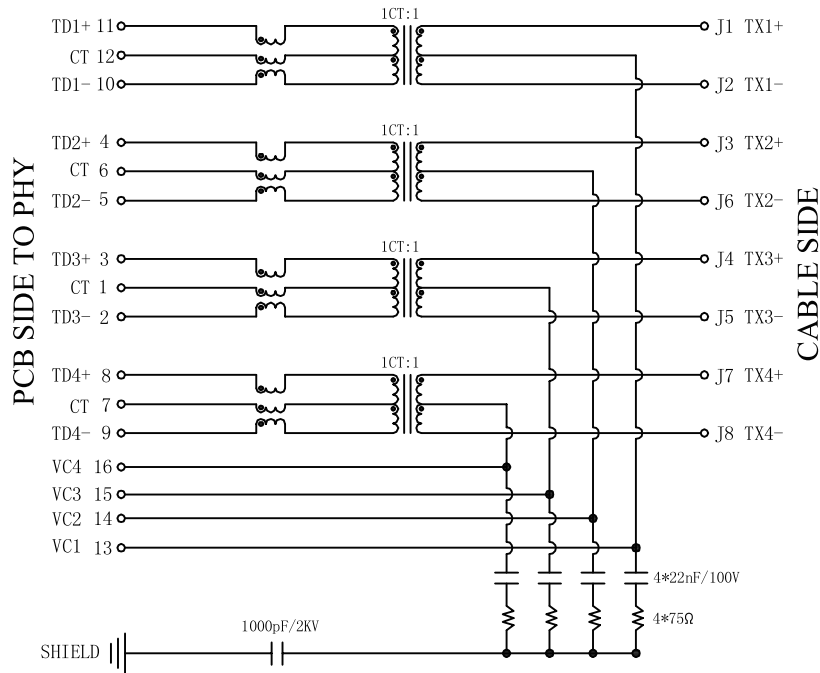 1CT:1
TD1+ 11
J1 TX1+
CT 12
TD1- 10
J2 TX1-
1CT:1
TD2+ 4
J3 TX2+
CT 6
TD2- 5
J6 TX2-
1CT:1
TD3+ 3
J4 TX3+
CT 1
TD3- 2
J5 TX3-
1CT:1
TD4+ 8
J7 TX4+
CT 7
TD4- 9
J8 TX4-
PCB SIDE TO PHY
CABLE SIDE
VC4 16
VC3 15
VC2 14
VC1 13
4*22nF/100V
4*75Ω
1000pF/2KV
SHIELD